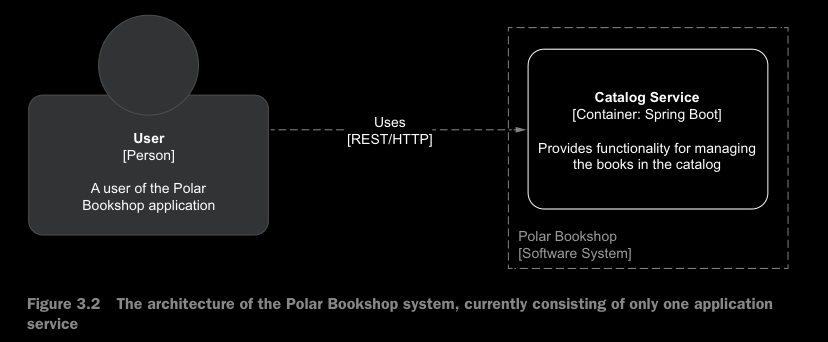 User
[Person]
A user of the Polar
Bookshop application
Uses
[REST/HTTP]
Catalog Service
[Container: Spring Boot]
Provides functionality for managing
the books in the catalog
Polar Bookshop
[Software System]
Figure 3.2 The architecture of the Polar Bookshop system, currently consisting of only one application
service